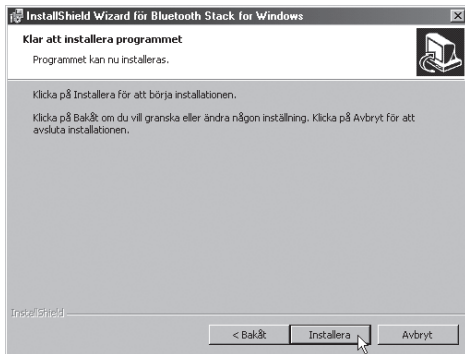 InstallShield Wizard för Bluetooth Stack for Windows
Klar att installera programmet
Programmet kan nu installeras.
Klicka på Installera för att börja installationen.
Klicka på Bakåt om du vill granska eller ändra någon inställning. Klicka på Avbryt för att
avsluta installationen.
InstallShield
< Bakåt Installera Avbryt